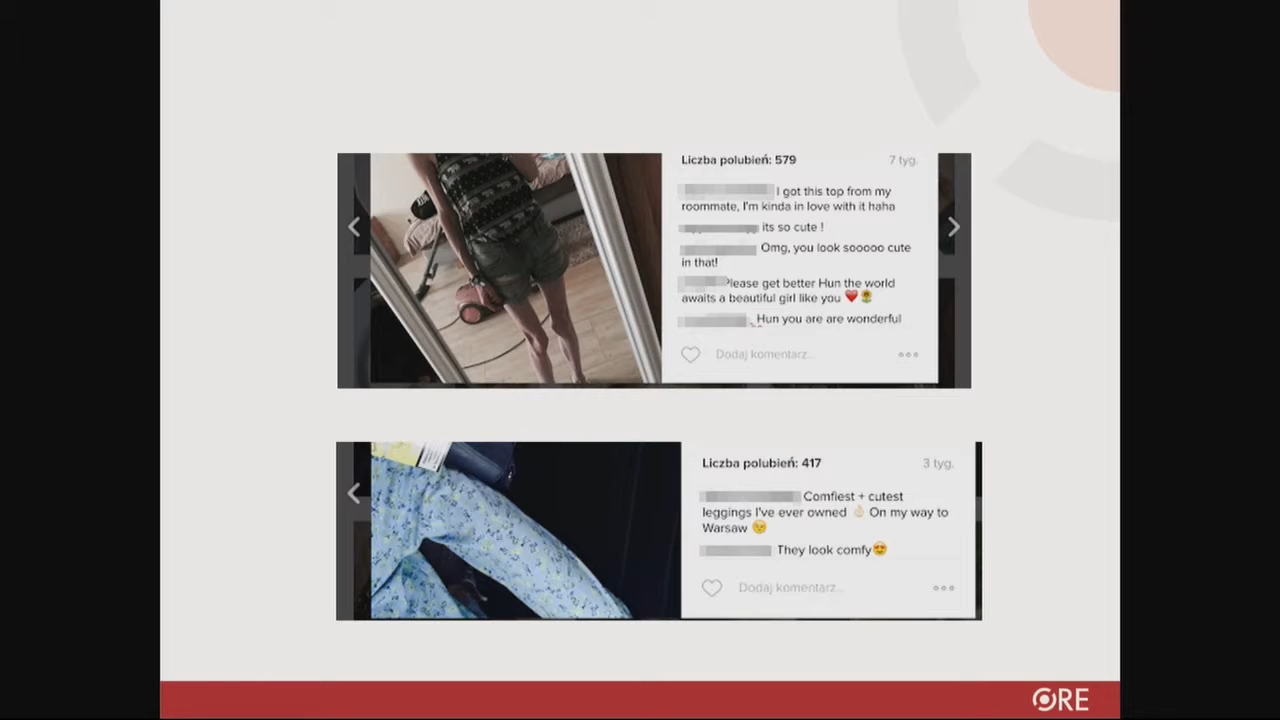 Liczba polubień: 579 7 tyg.
I got this top from my
roommate, I'm kinda in love with it haha
its so cute !
Omg, you look sooooo cute
in that!
Please get better Hun the world
awaits a beautiful girl like you ❤️🌻
Hun you are are wonderful
Dodaj komentarz...
Liczba polubień: 417 3 tyg.
Comfiest + cutest
leggings I've ever owned 👌🏻 On my way to
Warsaw 😏
They look comfy😍
Dodaj komentarz...
ORE